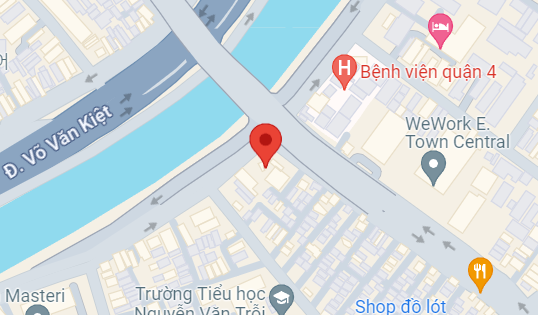 H
Bệnh viện quận 4
WeWork E.
Town Central
Đ. Võ Văn Kiệt
Masteri
Trường Tiểu học
Nguyễn Văn Trỗi
Shop đồ lót